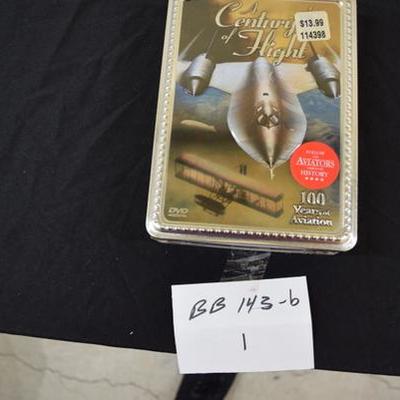 A Century
of Flight
$13.99
114398
AVIATORS
HISTORY
100
Years of
Aviation
DVD
BB 143-b
1